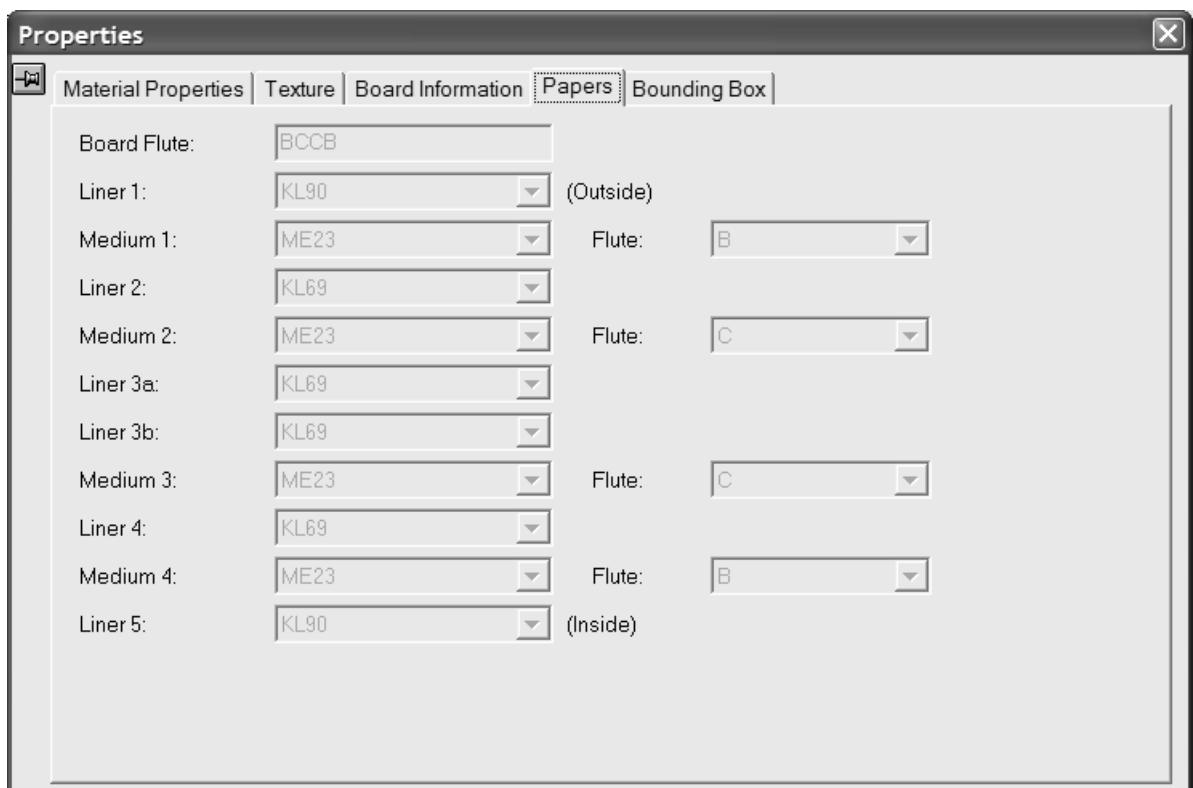 Properties
Material Properties Texture Board Information Papers Bounding Box
Board Flute: BCCB
Liner 1: KL90 (Outside)
Medium 1: ME23 Flute: B
Liner 2: KL69
Medium 2: ME23 Flute: C
Liner 3a: KL69
Liner 3b: KL69
Medium 3: ME23 Flute: C
Liner 4: KL69
Medium 4: ME23 Flute: B
Liner 5: KL90 (Inside)